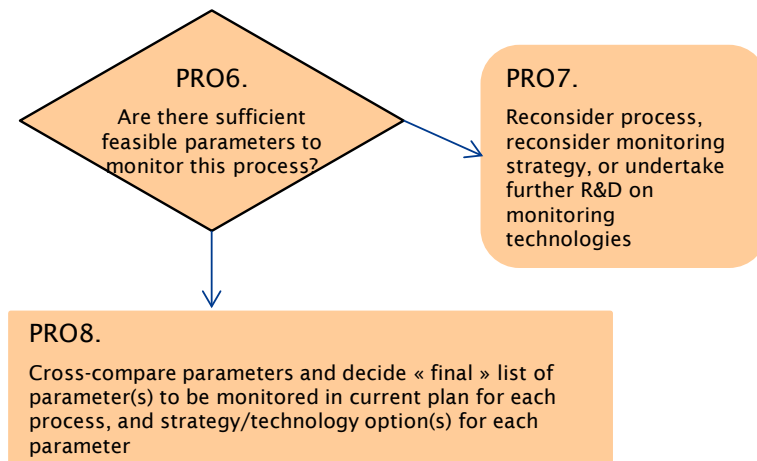 PRO6.
Are there sufficient
feasible parameters to
monitor this process?
PRO7.
Reconsider process,
reconsider monitoring
strategy, or undertake
further R&D on
monitoring
technologies
PRO8.
Cross-compare parameters and decide « final » list of
parameter(s) to be monitored in current plan for each
process, and strategy/technology option(s) for each
parameter